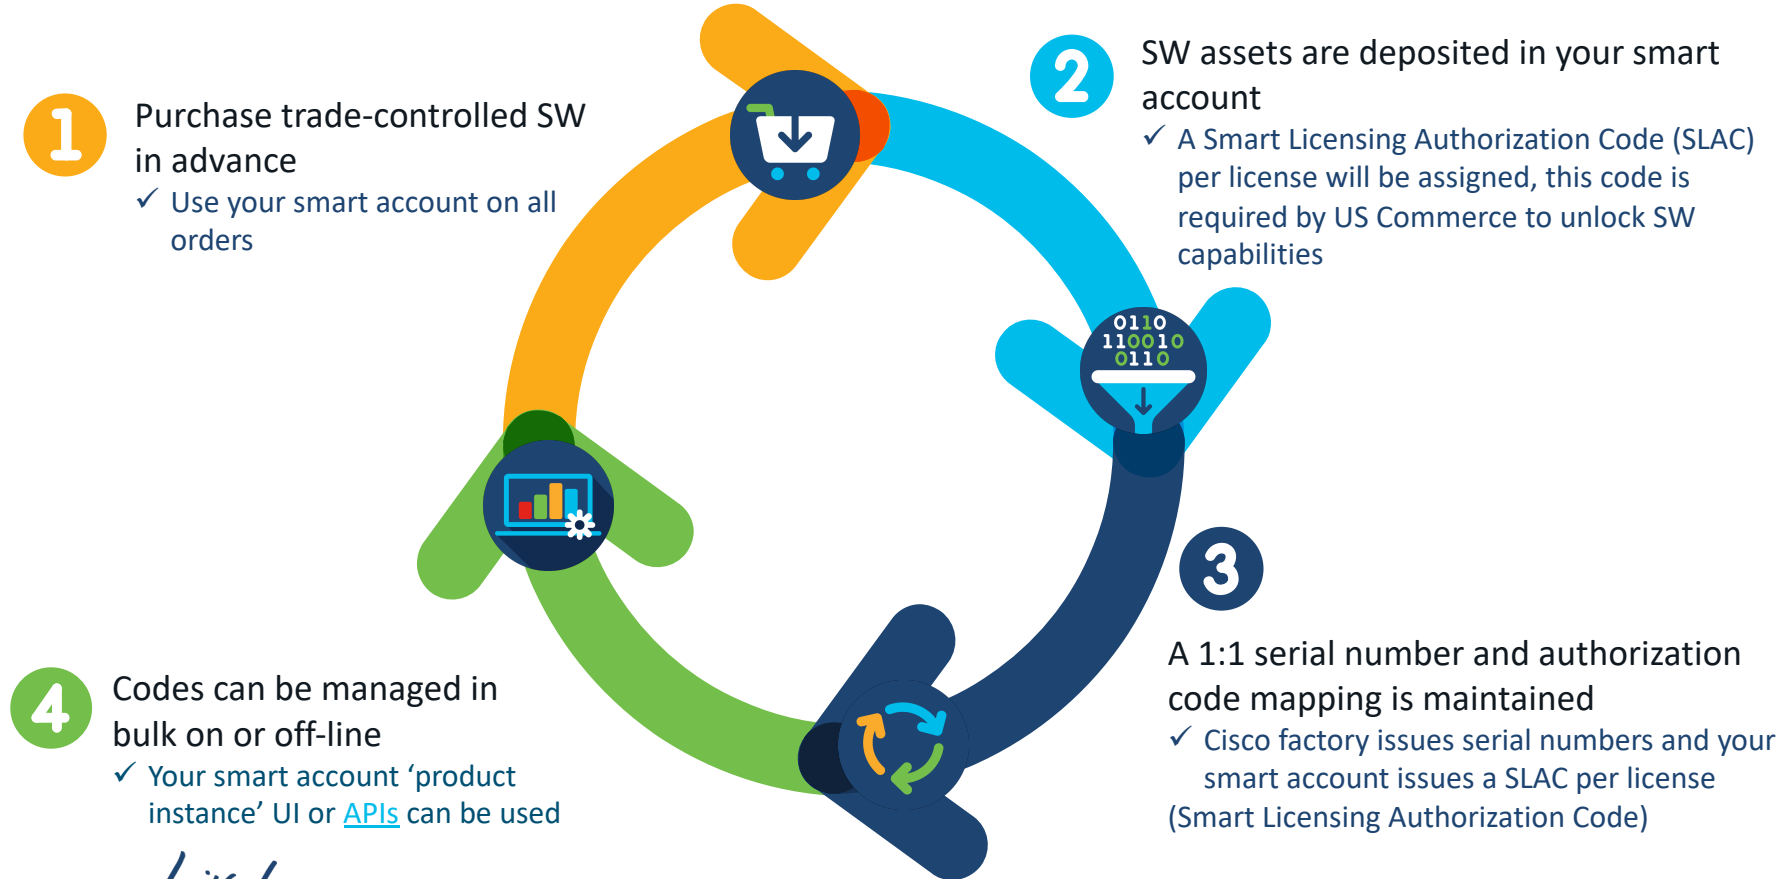 1
Purchase trade-controlled SW
in advance
✓ Use your smart account on all
orders
2
SW assets are deposited in your smart
account
✓ A Smart Licensing Authorization Code (SLAC)
per license will be assigned, this code is
required by US Commerce to unlock SW
capabilities
0110
110010
0110
3
A 1:1 serial number and authorization
code mapping is maintained
✓ Cisco factory issues serial numbers and your
smart account issues a SLAC per license
(Smart Licensing Authorization Code)
4
Codes can be managed in
bulk on or off-line
✓ Your smart account ‘product
instance’ UI or APIs can be used